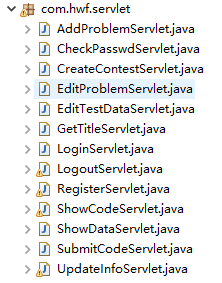 com.hwf.servlet
AddProblemServlet.java
CheckPasswdServlet.java
CreateContestServlet.java
EditProblemServlet.java
EditTestDataServlet.java
GetTitleServlet.java
LoginServlet.java
LogoutServlet.java
RegisterServlet.java
ShowCodeServlet.java
ShowDataServlet.java
SubmitCodeServlet.java
UpdateInfoServlet.java